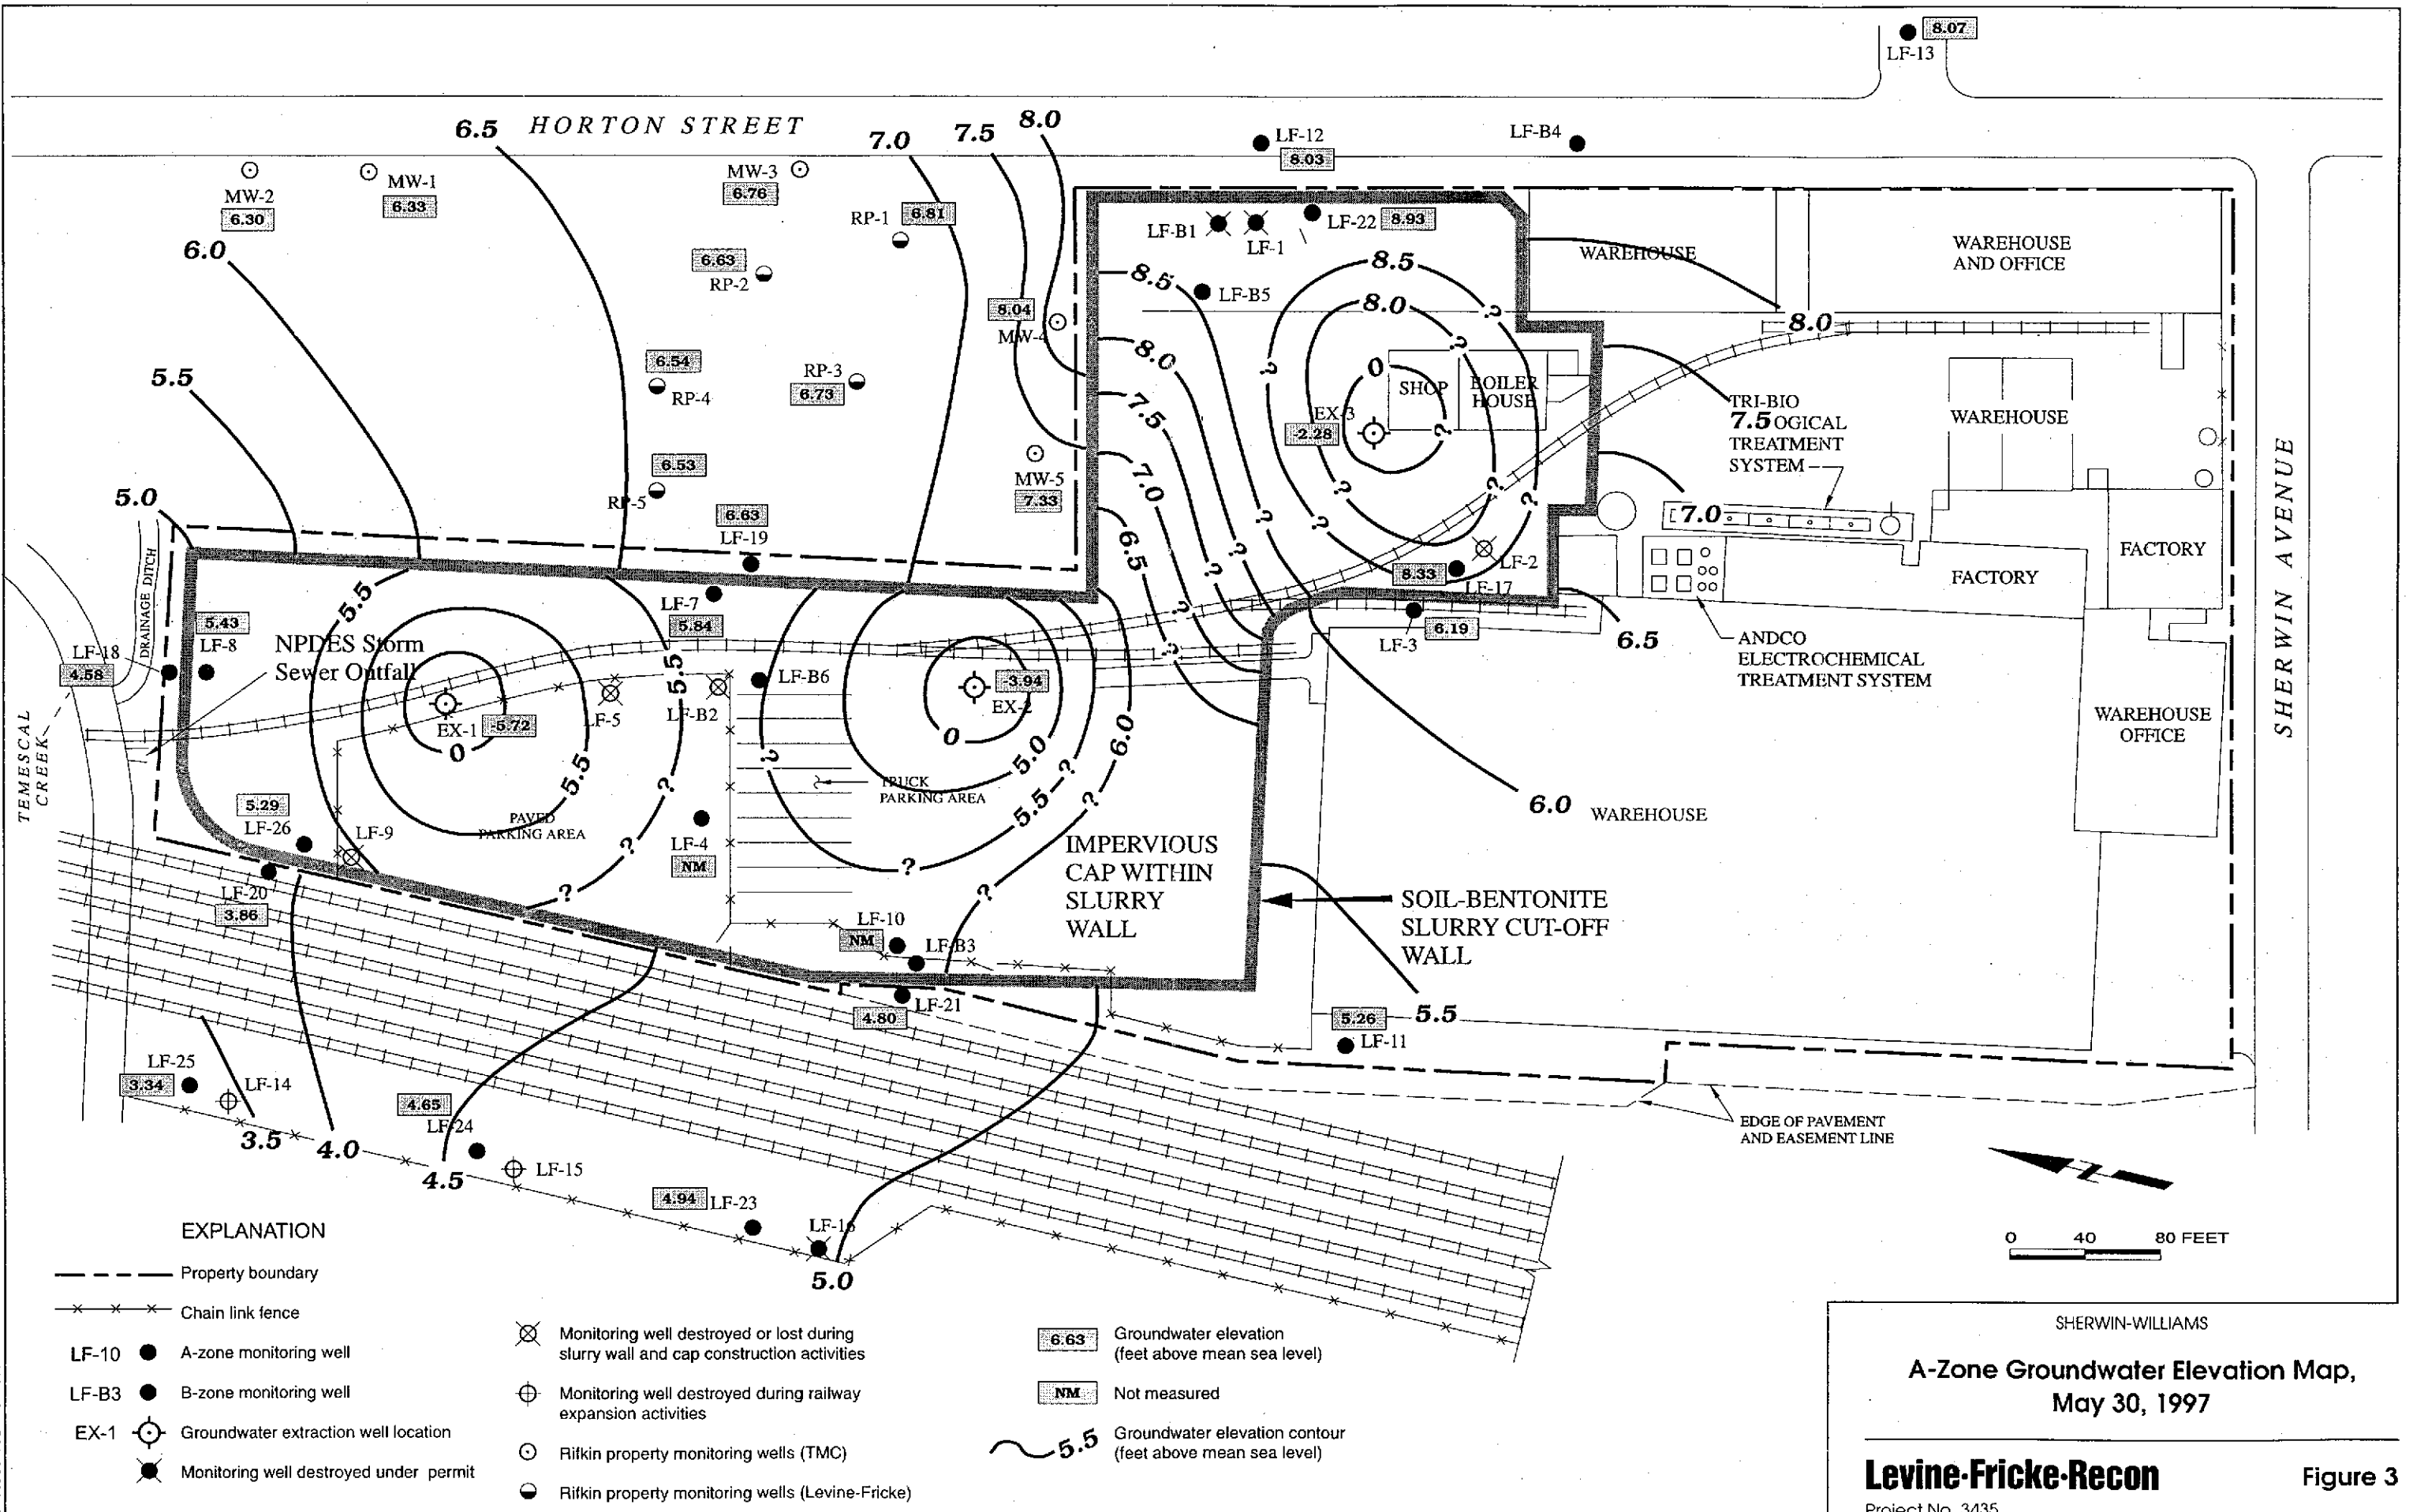 8.07
LF-13
6.5 HORTON STREET
7.0
7.5
8.0
LF-12
8.03
LF-B4
MW-2
6.30
MW-1
6.33
MW-3
6.76
RP-1
6.81
6.0
6.63
RP-2
8.04
MW-4
LF-B1
LF-1
LF-22
8.93
8.5
LF-B5
8.5
8.0
WAREHOUSE
WAREHOUSE
AND OFFICE
8.0
5.5
6.54
RP-4
RP-3
6.73
8.0
7.5
0
SHOP
BOILER
HOUSE
EX-3
-2.28
TRI-BIO
7.5 OGICAL
TREATMENT
SYSTEM
WAREHOUSE
5.0
6.53
RP-5
MW-5
7.33
7.0
7.0
6.63
LF-19
6.5
LF-2
8.33
LF-17
FACTORY
FACTORY
SHERWIN AVENUE
DRAINAGE DITCH
5.5
LF-7
5.84
5.43
LF-8
LF-18
4.58
NPDES Storm
Sewer Outfall
LF-3
6.19
6.5
ANDCO
ELECTROCHEMICAL
TREATMENT SYSTEM
5.5
LF-B6
-3.94
EX-2
0
EX-1
-5.72
0
LF-5
LF-B2
TEMESCAL
CREEK
5.5
5.0
6.0
5.5
TRUCK
PARKING AREA
PAVED
PARKING AREA
WAREHOUSE
OFFICE
6.0
WAREHOUSE
5.29
LF-26
LF-9
LF-4
NM
IMPERVIOUS
CAP WITHIN
SLURRY
WALL
SOIL-BENTONITE
SLURRY CUT-OFF
WALL
LF-20
3.86
LF-10
NM
LF-B3
LF-21
4.80
5.26
5.5
LF-11
LF-25
3.34
LF-14
3.5
4.0
4.65
LF-24
4.5
LF-15
4.94
LF-23
LF-16
5.0
EDGE OF PAVEMENT
AND EASEMENT LINE
0 40 80 FEET
EXPLANATION
Property boundary
Chain link fence
LF-10 A-zone monitoring well
LF-B3 B-zone monitoring well
EX-1 Groundwater extraction well location
Monitoring well destroyed under permit
Monitoring well destroyed or lost during
slurry wall and cap construction activities
Monitoring well destroyed during railway
expansion activities
Rifkin property monitoring wells (TMC)
Rifkin property monitoring wells (Levine-Fricke)
6.63 Groundwater elevation
(feet above mean sea level)
NM Not measured
5.5 Groundwater elevation contour
(feet above mean sea level)
SHERWIN-WILLIAMS
A-Zone Groundwater Elevation Map,
May 30, 1997
Levine·Fricke·Recon
Figure 3
Project No. 3435